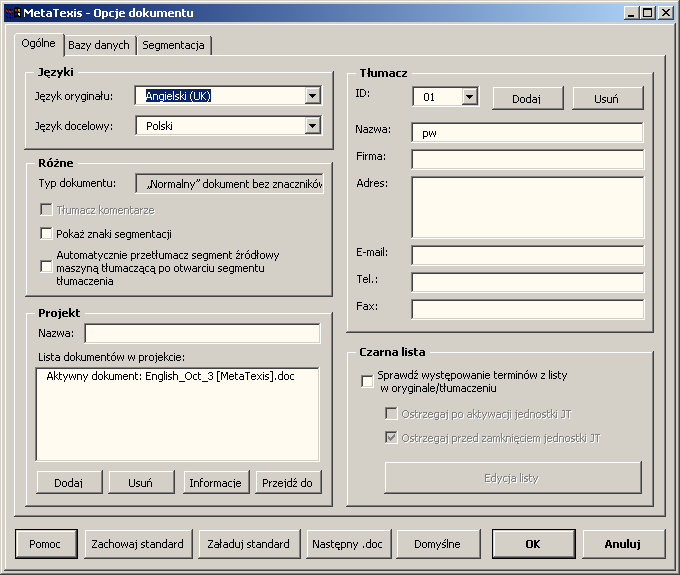 MetaTexis - Opcje dokumentu
Ogólne Bazy danych Segmentacja
Języki
Język oryginału: Angielski (UK)
Język docelowy: Polski
Różne
Typ dokumentu: „Normalny” dokument bez znaczników
Tłumacz komentarze
Pokaż znaki segmentacji
Automatycznie przetłumacz segment źródłowy
maszyną tłumaczącą po otwarciu segmentu
tłumaczenia
Projekt
Nazwa:
Lista dokumentów w projekcie:
Aktywny dokument: English_Oct_3 [MetaTexis].doc
Dodaj Usuń Informacje Przejdź do
Tłumacz
ID: 01 Dodaj Usuń
Nazwa: pw
Firma:
Adres:
E-mail:
Tel.:
Fax:
Czarna lista
Sprawdź występowanie terminów z listy
w oryginale/tłumaczeniu
Ostrzegaj po aktywacji jednostki JT
Ostrzegaj przed zamknięciem jednostki JT
Edycja listy
Pomoc Zachowaj standard Załaduj standard Następny .doc Domyślne OK Anuluj